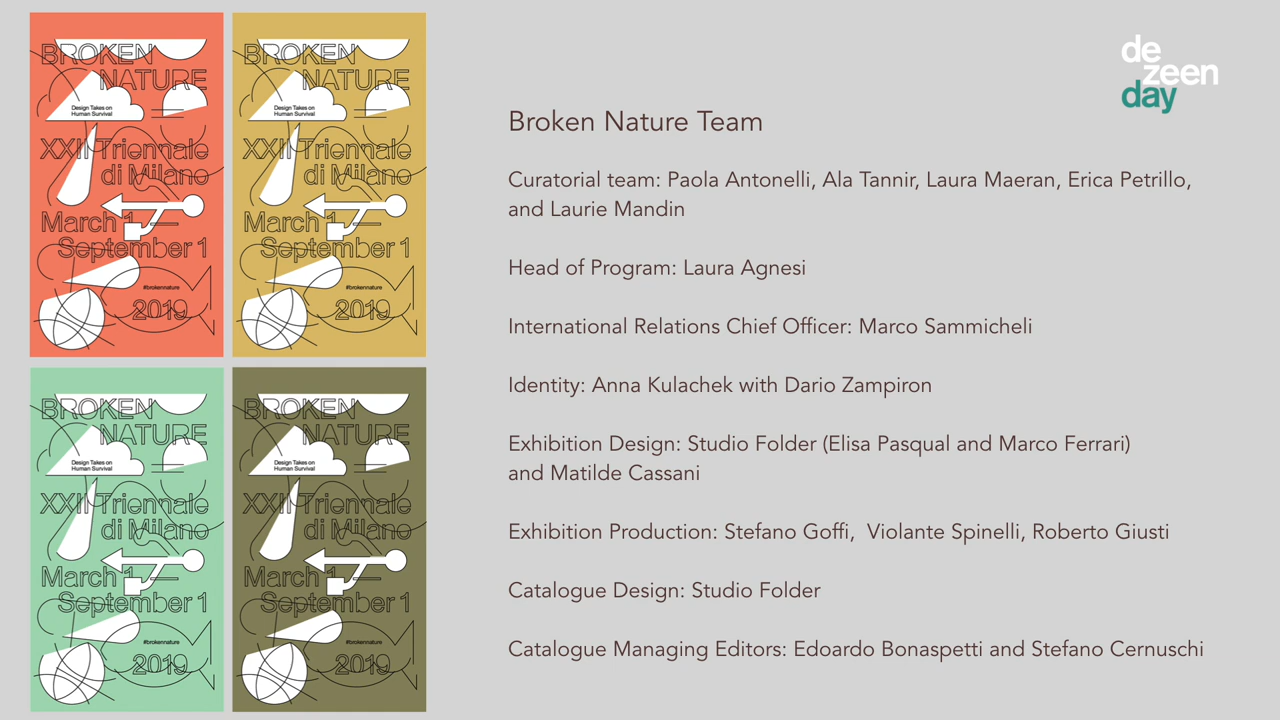 BROKEN
NATURE
Design Takes on
Human Survival
XXII Triennale
di Milano
March 1
September 1
#brokennature
2019
BROKEN
NATURE
Design Takes on
Human Survival
XXII Triennale
di Milano
March 1
September 1
#brokennature
2019
BROKEN
NATURE
Design Takes on
Human Survival
XXII Triennale
di Milano
March 1
September 1
#brokennature
2019
BROKEN
NATURE
Design Takes on
Human Survival
XXII Triennale
di Milano
March 1
September 1
#brokennature
2019
de
zeen
day
Broken Nature Team
Curatorial team: Paola Antonelli, Ala Tannir, Laura Maeran, Erica Petrillo,
and Laurie Mandin
Head of Program: Laura Agnesi
International Relations Chief Officer: Marco Sammicheli
Identity: Anna Kulachek with Dario Zampiron
Exhibition Design: Studio Folder (Elisa Pasqual and Marco Ferrari)
and Matilde Cassani
Exhibition Production: Stefano Goffi,  Violante Spinelli, Roberto Giusti
Catalogue Design: Studio Folder
Catalogue Managing Editors: Edoardo Bonaspetti and Stefano Cernuschi